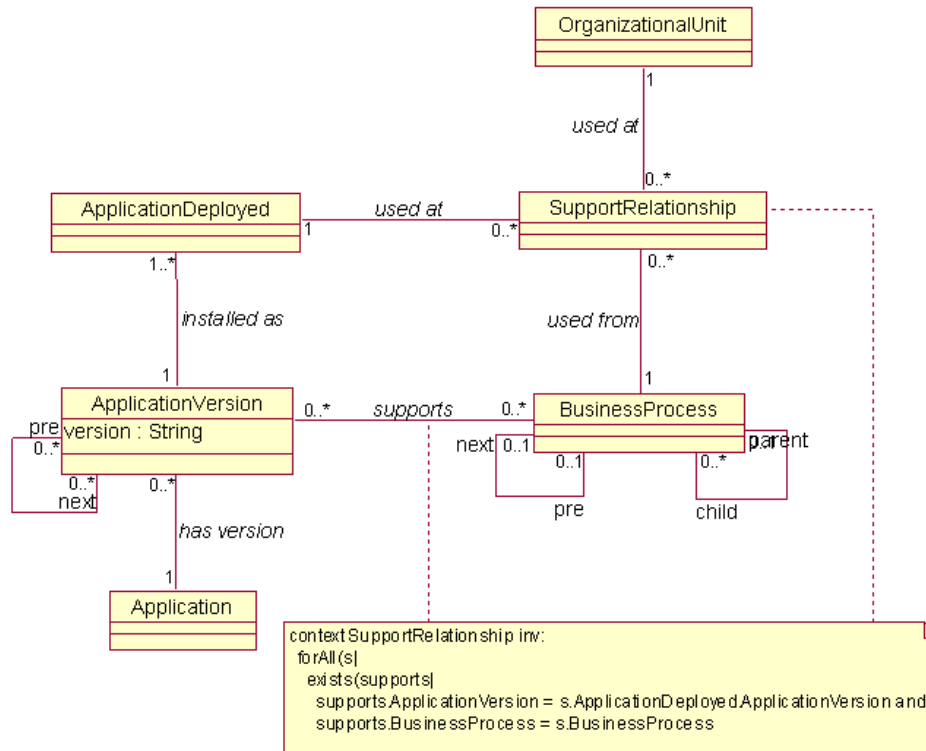 OrganizationalUnit
1
used at
0..*
ApplicationDeployed
1
used at
0..*
SupportRelationship
1..*
0..*
installed as
used from
1
1
ApplicationVersion
version : String
0..*
supports
0..*
BusinessProcess
pre
0..*
0..*
next
0..*
next
0..1
0..1
pre
parent
0..*
child
has version
1
Application
context SupportRelationship inv:
forAll(s|
exists(supports|
supports.ApplicationVersion = s.ApplicationDeployed.ApplicationVersion and
supports.BusinessProcess = s.BusinessProcess